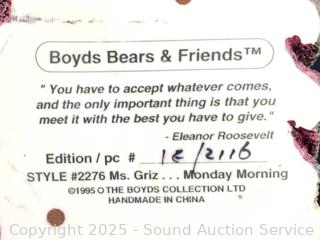 Boyds Bears & Friends™
" You have to accept whatever comes,
and the only important thing is that you
meet it with the best you have to give."
- Eleanor Roosevelt
Edition / pc # 1E/2116
STYLE #2276 Ms. Griz . . . Monday Morning
©1995 OTHE BOYDS COLLECTION LTD
HANDMADE IN CHINA
Copyright 2025 - Sound Auction Service